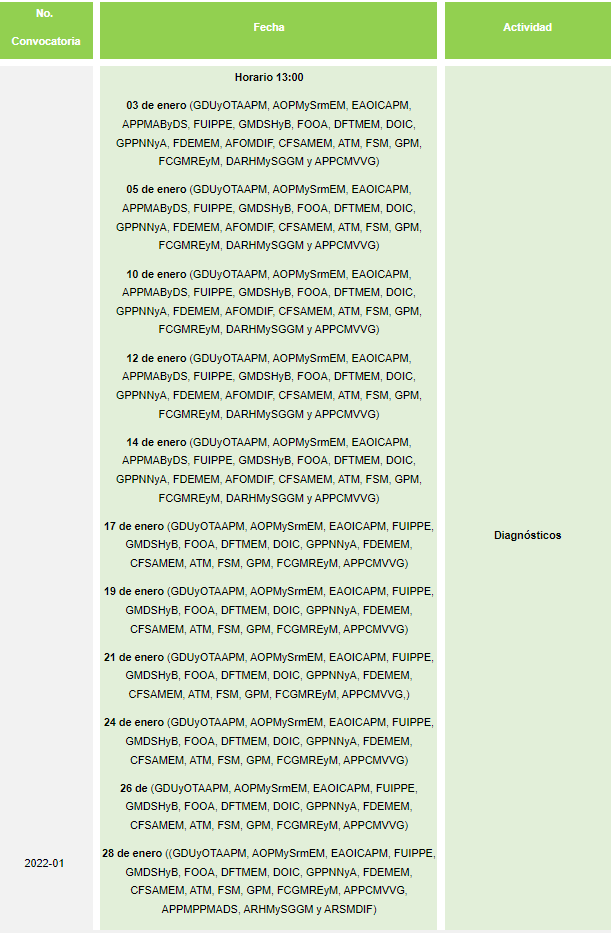 No.
Convocatoria
Fecha
Actividad
Horario 13:00
03 de enero (GDUyOTAAPM, AOPMySrmEM, EAOICAPM,
APPMAByDS, FUIPPE, GMDSHyB, FOOA, DFTMEM, DOIC,
GPPNNyA, FDEMEM, AFOMDIF, CFSAMEM, ATM, FSM, GPM,
FCGMREyM, DARHMySGGM y APPCMVVG)
05 de enero (GDUyOTAAPM, AOPMySrmEM, EAOICAPM,
APPMAByDS, FUIPPE, GMDSHyB, FOOA, DFTMEM, DOIC,
GPPNNyA, FDEMEM, AFOMDIF, CFSAMEM, ATM, FSM, GPM,
FCGMREyM, DARHMySGGM y APPCMVVG)
10 de enero (GDUyOTAAPM, AOPMySrmEM, EAOICAPM,
APPMAByDS, FUIPPE, GMDSHyB, FOOA, DFTMEM, DOIC,
GPPNNyA, FDEMEM, AFOMDIF, CFSAMEM, ATM, FSM, GPM,
FCGMREyM, DARHMySGGM y APPCMVVG)
12 de enero (GDUyOTAAPM, AOPMySrmEM, EAOICAPM,
APPMAByDS, FUIPPE, GMDSHyB, FOOA, DFTMEM, DOIC,
GPPNNyA, FDEMEM, AFOMDIF, CFSAMEM, ATM, FSM, GPM,
FCGMREyM, DARHMySGGM y APPCMVVG)
14 de enero (GDUyOTAAPM, AOPMySrmEM, EAOICAPM,
APPMAByDS, FUIPPE, GMDSHyB, FOOA, DFTMEM, DOIC,
GPPNNyA, FDEMEM, AFOMDIF, CFSAMEM, ATM, FSM, GPM,
FCGMREyM, DARHMySGGM y APPCMVVG)
17 de enero (GDUyOTAAPM, AOPMySrmEM, EAOICAPM, FUIPPE,
GMDSHyB, FOOA, DFTMEM, DOIC, GPPNNyA, FDEMEM,
CFSAMEM, ATM, FSM, GPM, FCGMREyM, APPCMVVG)
Diagnósticos
19 de enero (GDUyOTAAPM, AOPMySrmEM, EAOICAPM, FUIPPE,
GMDSHyB, FOOA, DFTMEM, DOIC, GPPNNyA, FDEMEM,
CFSAMEM, ATM, FSM, GPM, FCGMREyM, APPCMVVG)
21 de enero (GDUyOTAAPM, AOPMySrmEM, EAOICAPM, FUIPPE,
GMDSHyB, FOOA, DFTMEM, DOIC, GPPNNyA, FDEMEM,
CFSAMEM, ATM, FSM, GPM, FCGMREyM, APPCMVVG,)
24 de enero (GDUyOTAAPM, AOPMySrmEM, EAOICAPM, FUIPPE,
GMDSHyB, FOOA, DFTMEM, DOIC, GPPNNyA, FDEMEM,
CFSAMEM, ATM, FSM, GPM, FCGMREyM, APPCMVVG)
26 de (GDUyOTAAPM, AOPMySrmEM, EAOICAPM, FUIPPE,
GMDSHyB, FOOA, DFTMEM, DOIC, GPPNNyA, FDEMEM,
CFSAMEM, ATM, FSM, GPM, FCGMREyM, APPCMVVG)
2022-01
28 de enero ((GDUyOTAAPM, AOPMySrmEM, EAOICAPM, FUIPPE,
GMDSHyB, FOOA, DFTMEM, DOIC, GPPNNyA, FDEMEM,
CFSAMEM, ATM, FSM, GPM, FCGMREyM, APPCMVVG,
APPMPPMADS, ARHMySGGM y ARSMDIF)